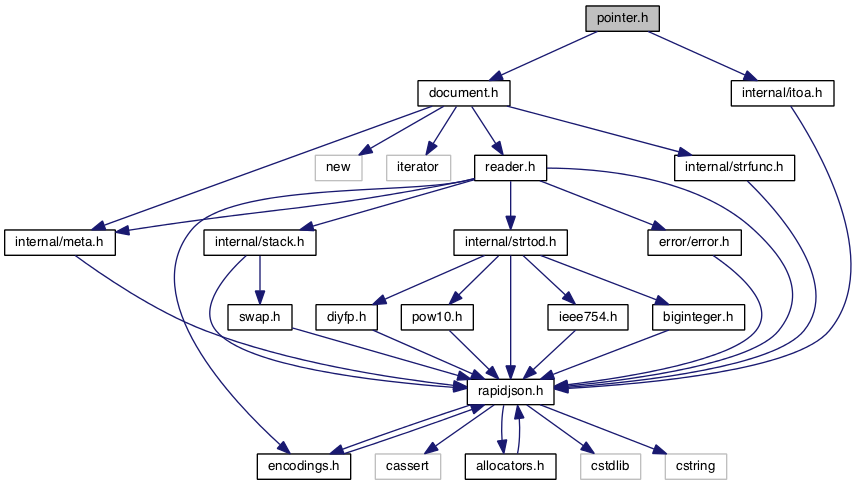 pointer.h
document.h
internal/itoa.h
new
iterator
reader.h
internal/strfunc.h
internal/meta.h
internal/stack.h
internal/strtod.h
error/error.h
swap.h
diyfp.h
pow10.h
ieee754.h
biginteger.h
rapidjson.h
encodings.h
cassert
allocators.h
cstdlib
cstring